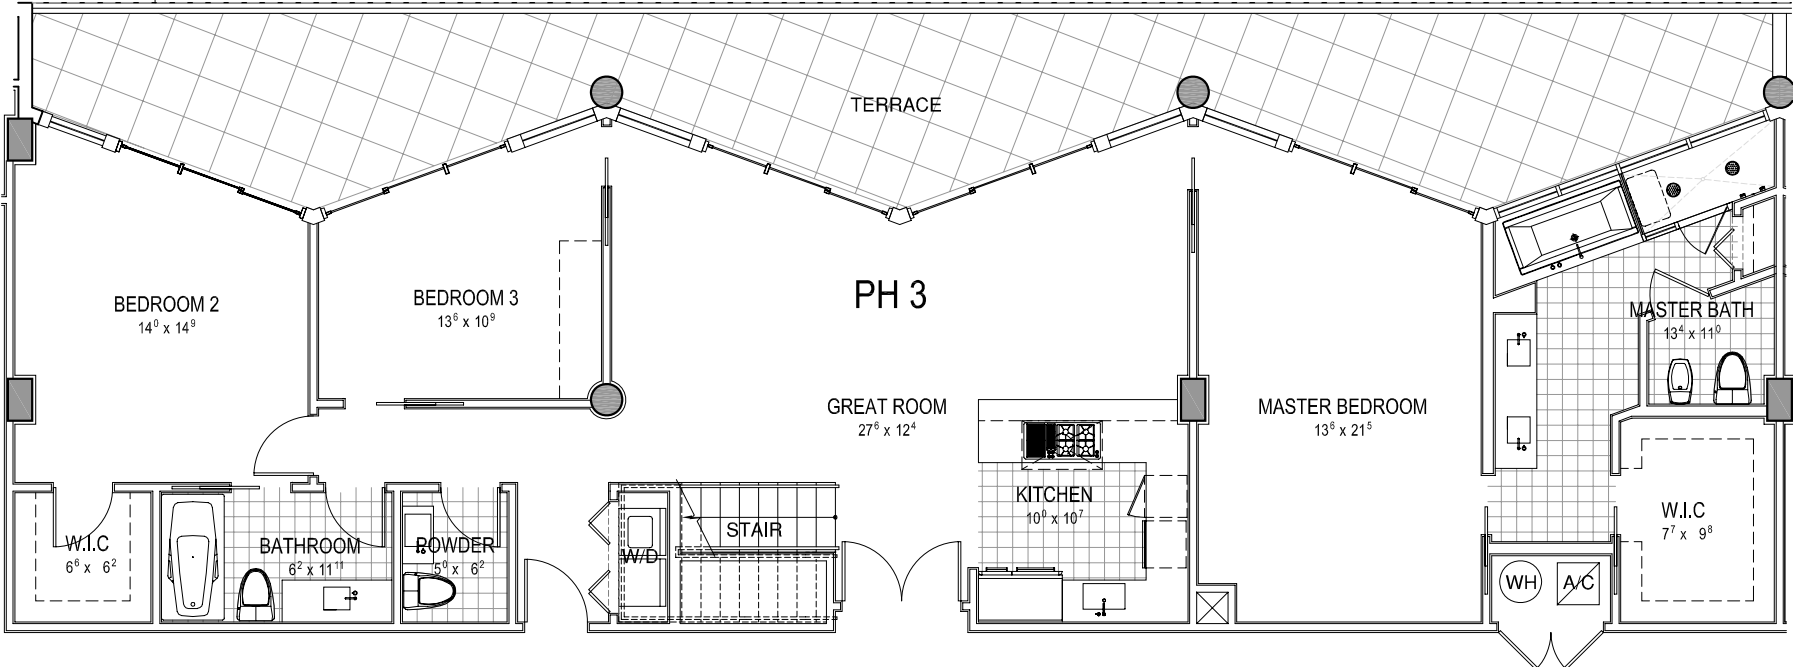 TERRACE
PH 3
BEDROOM 2
14⁰ x 14⁹
BEDROOM 3
13⁶ x 10⁹
GREAT ROOM
27⁶ x 12⁴
MASTER BEDROOM
13⁶ x 21⁵
MASTER BATH
13⁴ x 11⁰
KITCHEN
10⁰ x 10⁷
W.I.C
7⁷ x 9⁸
STAIR
W/D
W.I.C
6⁶ x 6²
BATHROOM
6² x 11¹¹
POWDER
5⁰ x 6²
WH
A/C